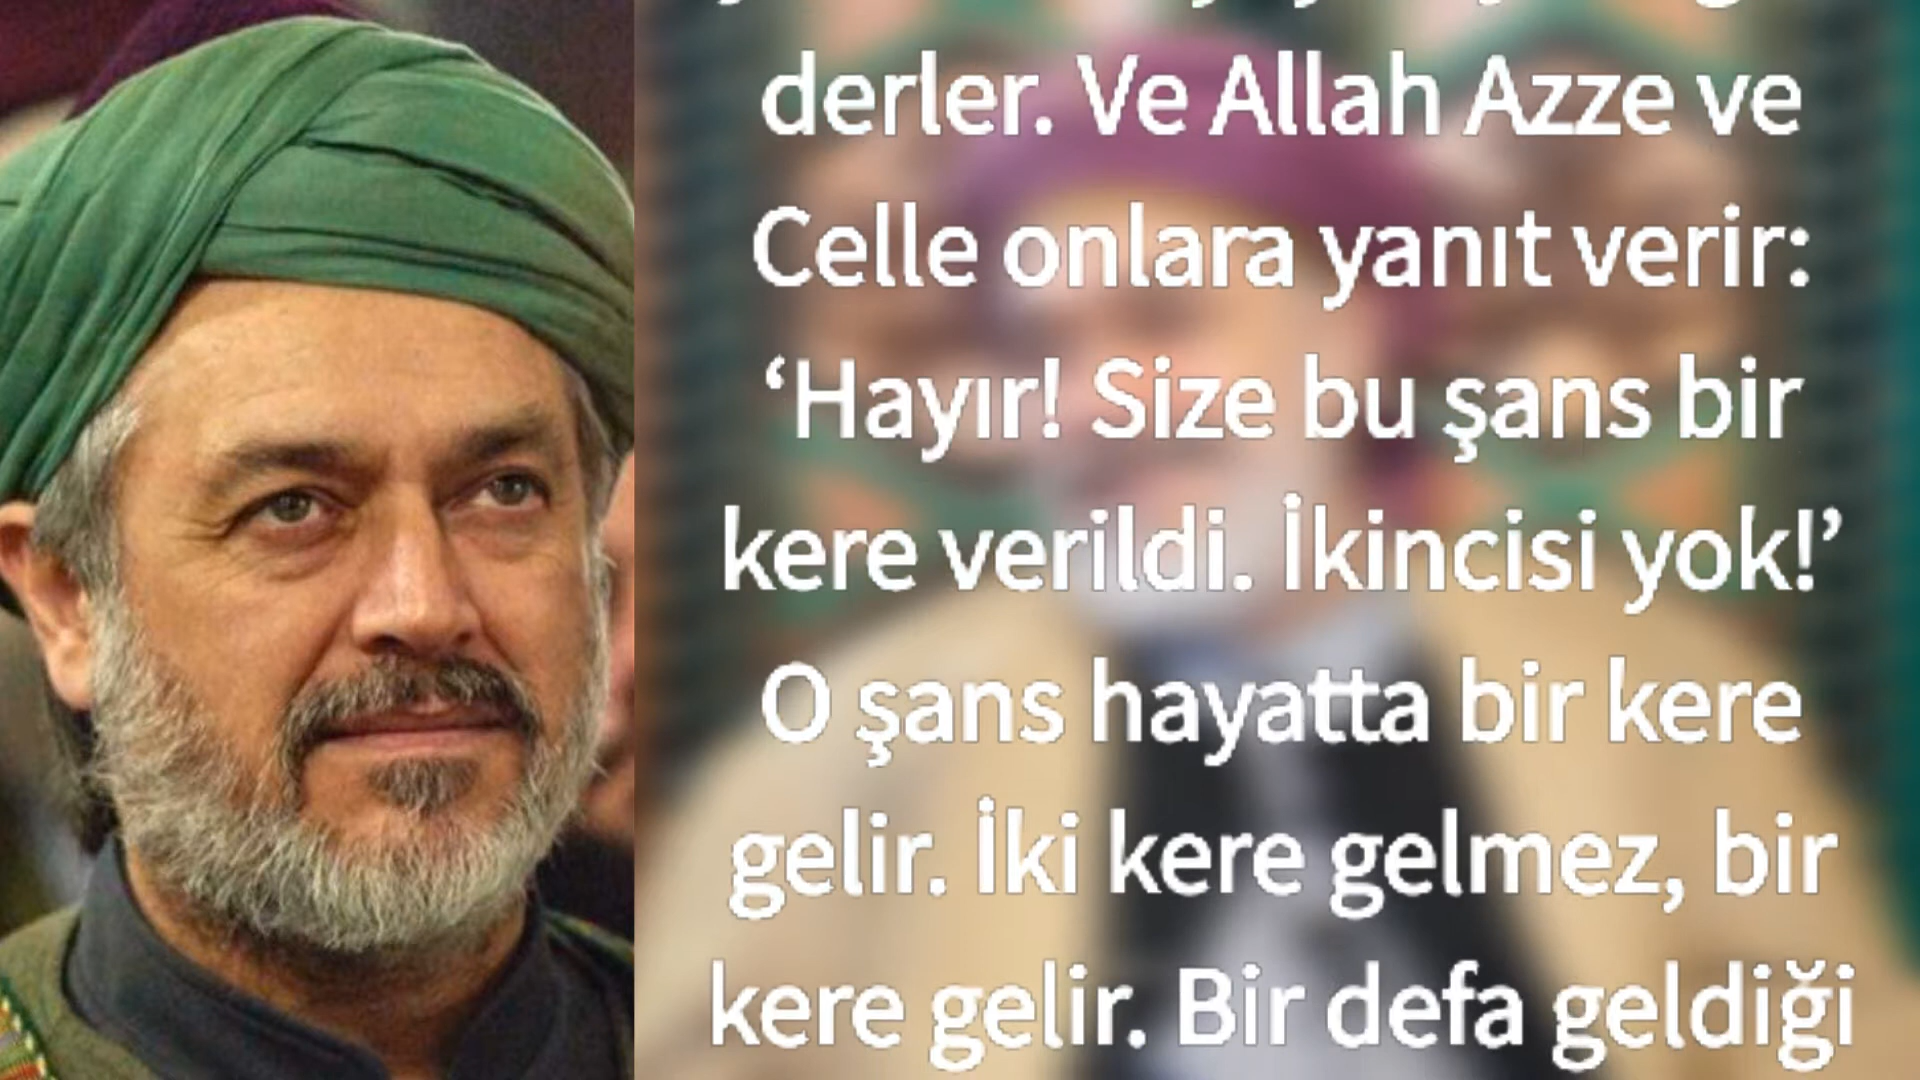 derler. Ve Allah Azze ve
Celle onlara yanıt verir:
‘Hayır! Size bu şans bir
kere verildi. İkincisi yok!’
O şans hayatta bir kere
gelir. İki kere gelmez, bir
kere gelir. Bir defa geldiği